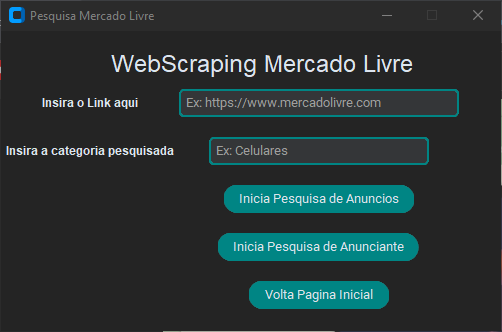 Pesquisa Mercado Livre
WebScraping Mercado Livre
Insira o Link aqui
Ex: https://www.mercadolivre.com
Insira a categoria pesquisada
Ex: Celulares
Inicia Pesquisa de Anuncios
Inicia Pesquisa de Anunciante
Volta Pagina Inicial